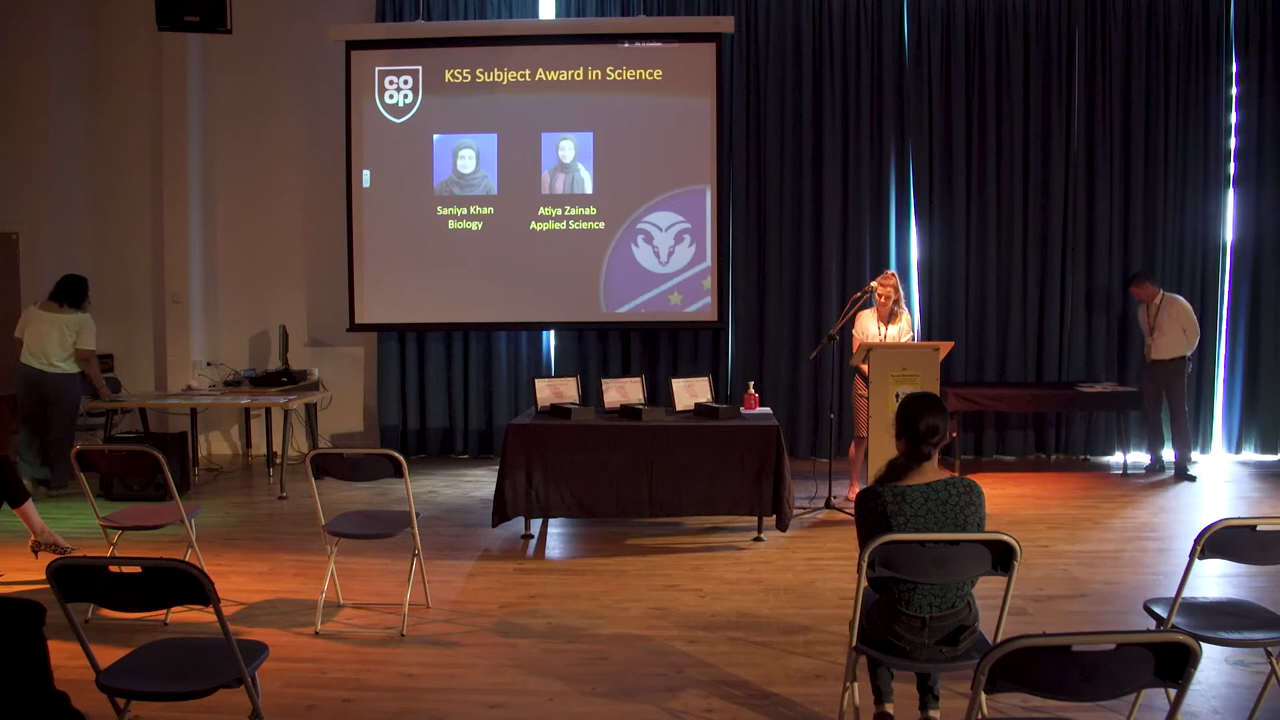 KS5 Subject Award in Science
CO
OP
Saniya Khan
Biology
Atiya Zainab
Applied Science